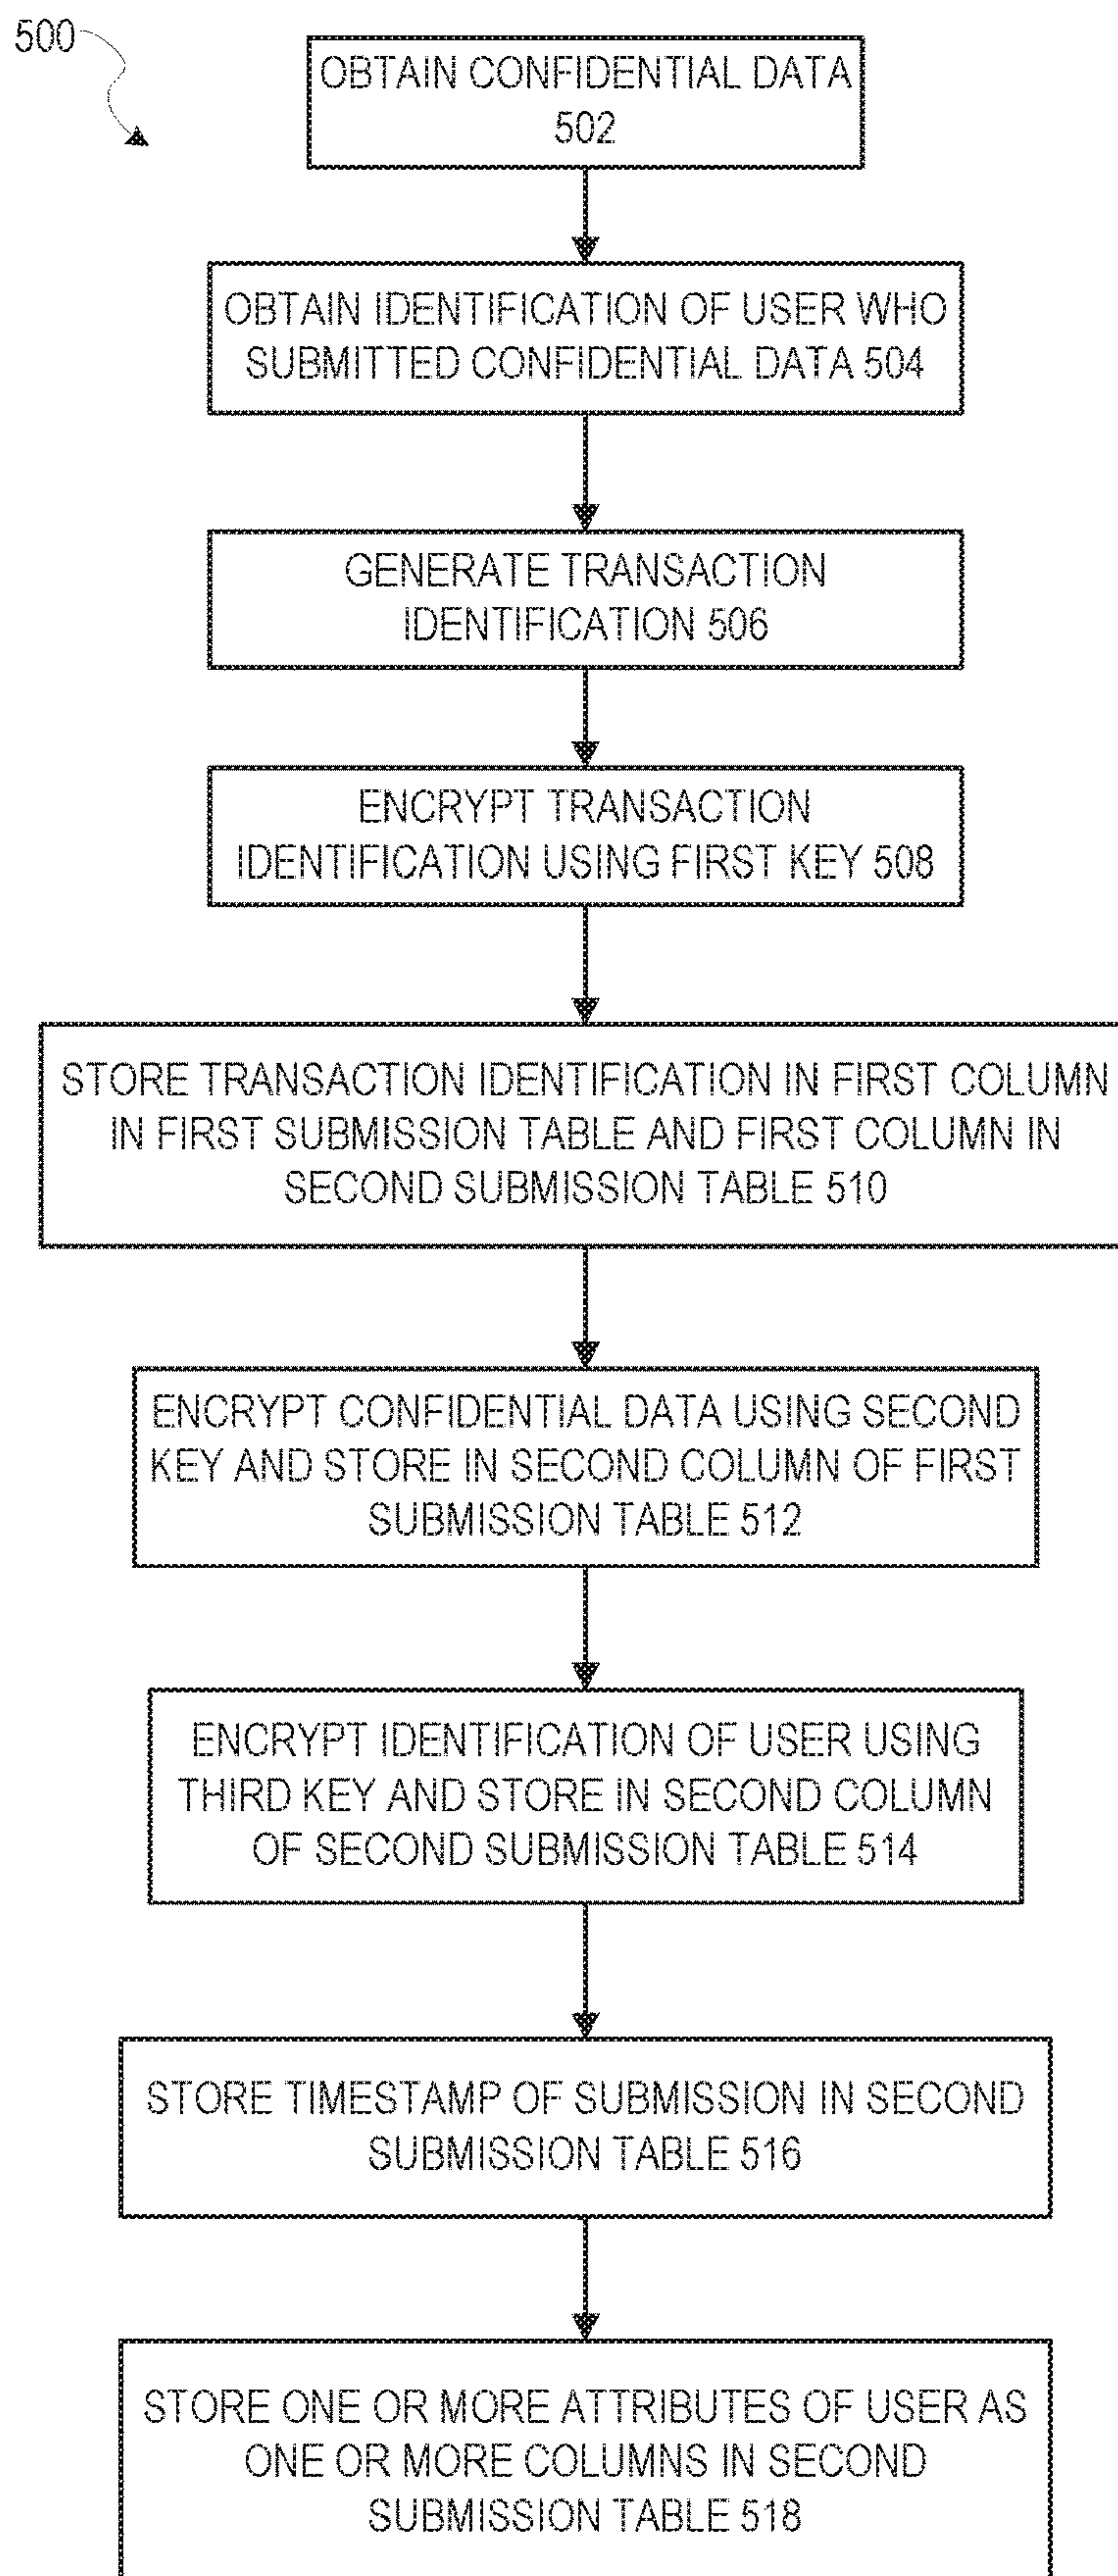 500
OBTAIN CONFIDENTIAL DATA
502
OBTAIN IDENTIFICATION OF USER WHO
SUBMITTED CONFIDENTIAL DATA 504
GENERATE TRANSACTION
IDENTIFICATION 506
ENCRYPT TRANSACTION
IDENTIFICATION USING FIRST KEY 508
STORE TRANSACTION IDENTIFICATION IN FIRST COLUMN
IN FIRST SUBMISSION TABLE AND FIRST COLUMN IN
SECOND SUBMISSION TABLE 510
ENCRYPT CONFIDENTIAL DATA USING SECOND
KEY AND STORE IN SECOND COLUMN OF FIRST
SUBMISSION TABLE 512
ENCRYPT IDENTIFICATION OF USER USING
THIRD KEY AND STORE IN SECOND COLUMN
OF SECOND SUBMISSION TABLE 514
STORE TIMESTAMP OF SUBMISSION IN SECOND
SUBMISSION TABLE 516
STORE ONE OR MORE ATTRIBUTES OF USER AS
ONE OR MORE COLUMNS IN SECOND
SUBMISSION TABLE 518